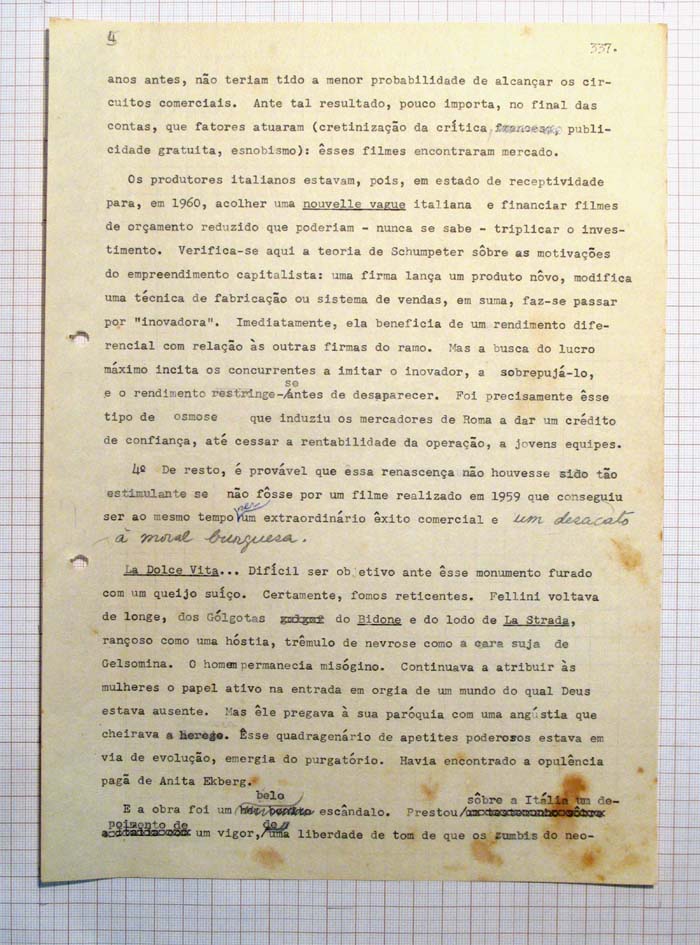 4
337.
anos antes, não teriam tido a menor probabilidade de alcançar os cir-
cuitos comerciais. Ante tal resultado, pouco importa, no final das
contas, que fatores atuaram (cretinização da crítica francesa, publi-
cidade gratuita, esnobismo): êsses filmes encontraram mercado.
Os produtores italianos estavam, pois, em estado de receptividade
para, em 1960, acolher uma nouvelle vague italiana e financiar filmes
de orçamento reduzido que poderiam - nunca se sabe - triplicar o inves-
timento. Verifica-se aqui a teoria de Schumpeter sôbre as motivações
do empreendimento capitalista: uma firma lança um produto nôvo, modifica
uma técnica de fabricação ou sistema de vendas, em suma, faz-se passar
por "inovadora". Imediatamente, ela beneficia de um rendimento dife-
rencial com relação às outras firmas do ramo. Mas a busca do lucro
máximo incita os concurrentes a imitar o inovador, a sobrepujá-lo,
se
e o rendimento restringe-/antes de desaparecer. Foi precisamente êsse
tipo de osmose que induziu os mercadores de Roma a dar um crédito
de confiança, até cessar a rentabilidade da operação, a jovens equipes.
4º De resto, é provável que essa renascença não houvesse sido tão
estimulante se não fôsse por um filme realizado em 1959 que conseguiu
ser ao mesmo tempo um extraordinário êxito comercial e um desacato
à moral burguesa.
La Dolce Vita... Difícil ser objetivo ante êsse monumento furado
com um queijo suíço. Certamente, fomos reticentes. Fellini voltava
de longe, dos Gólgotas do Bidone e do lodo de La Strada,
rançoso como uma hóstia, trêmulo de nevrose como a cara suja de
Gelsomina. O homem permanecia misógino. Continuava a atribuir às
mulheres o papel ativo na entrada em orgia de um mundo do qual Deus
estava ausente. Mas êle pregava à sua paróquia com uma angústia que
cheirava a herege. Êsse quadragenário de apetites poderosos estava em
via de evolução, emergia do purgatório. Havia encontrado a opulência
pagã de Anita Ekberg.
belo sôbre a Itália um de-
E a obra foi um escândalo. Prestou/
poimento de de
um vigor,/uma liberdade de tom de que os zumbis do neo-